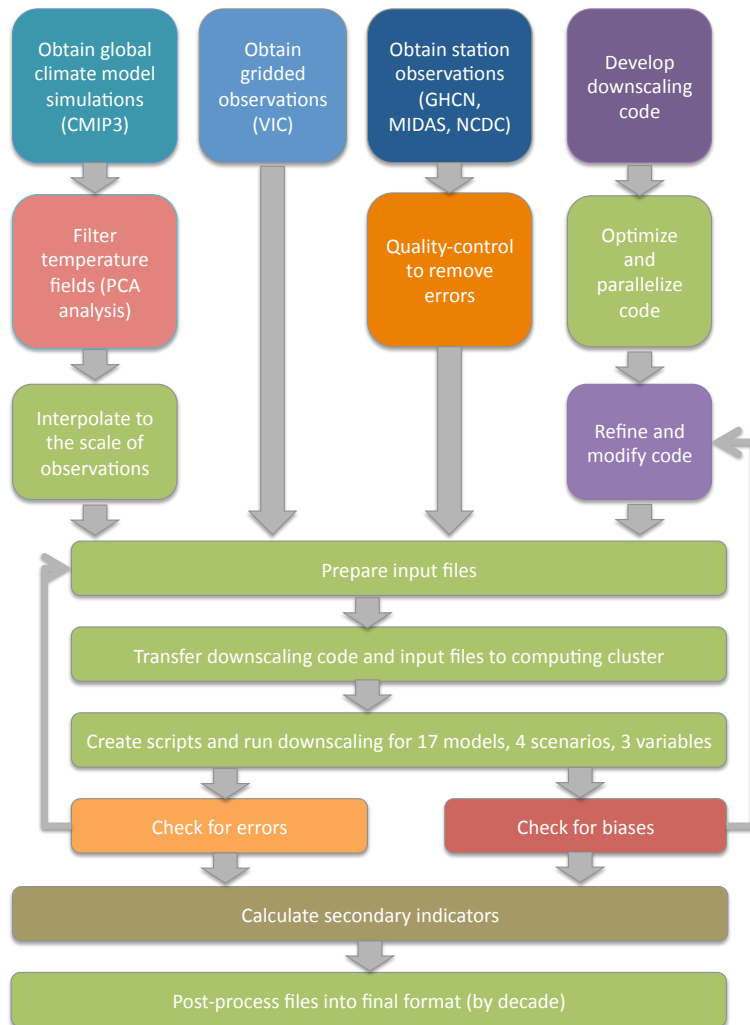 Obtain global
climate model
simulations
(CMIP3)
Obtain
gridded
observations
(VIC)
Obtain station
observations
(GHCN,
MIDAS, NCDC)
Develop
downscaling
code
Filter
temperature
fields (PCA
analysis)
Quality-control
to remove
errors
Optimize
and
parallelize
code
Interpolate to
the scale of
observations
Refine and
modify code
Prepare input files
Transfer downscaling code and input files to computing cluster
Create scripts and run downscaling for 17 models, 4 scenarios, 3 variables
Check for errors
Check for biases
Calculate secondary indicators
Post-process files into final format (by decade)